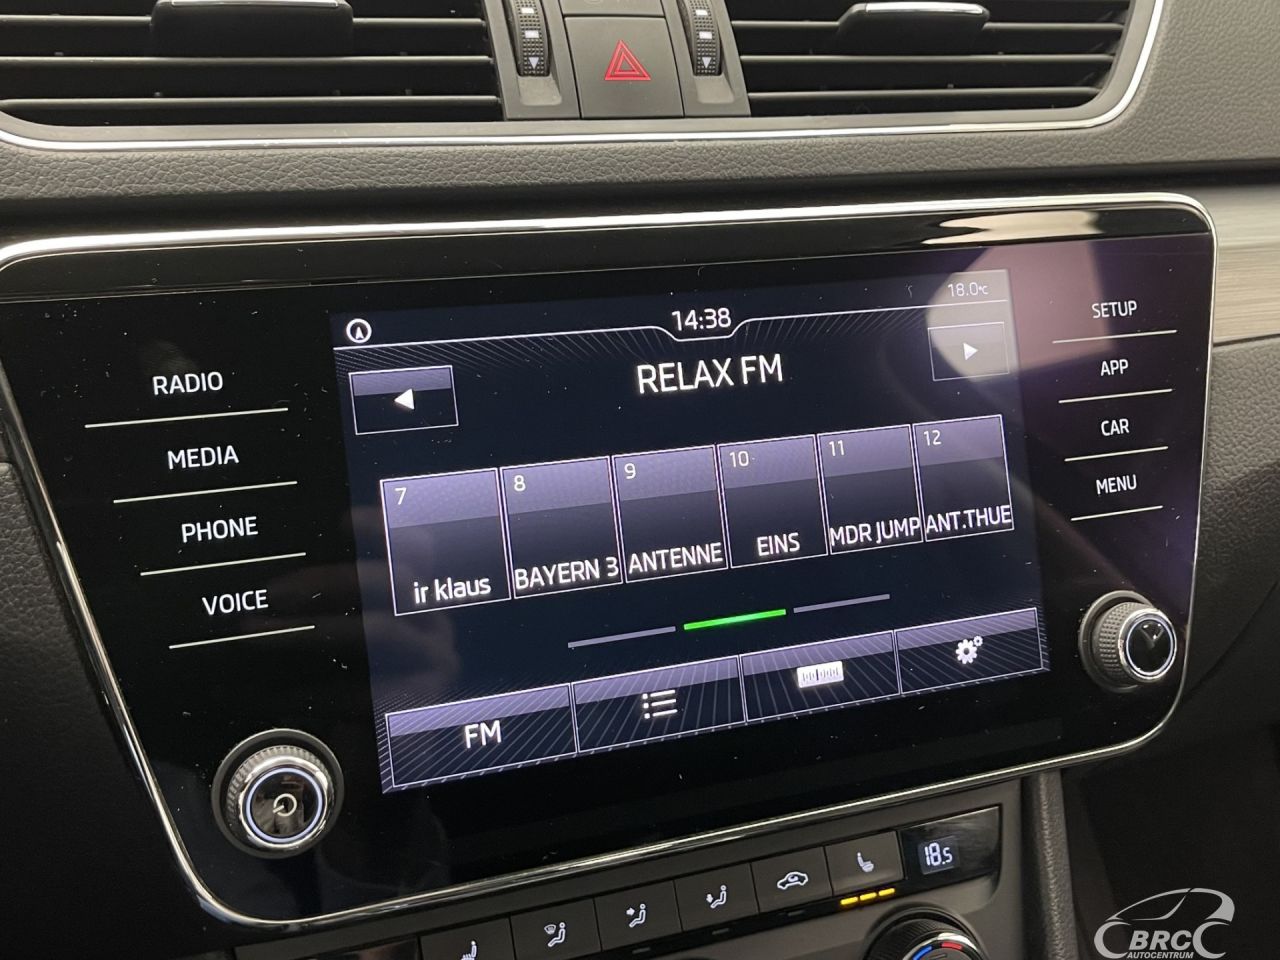 14:38
18.0°C
RELAX FM
RADIO
MEDIA
PHONE
VOICE
7
ir klaus
8
BAYERN 3
9
ANTENNE
10
EINS
11
MDR JUMP
12
ANT.THUE
FM
SETUP
APP
CAR
MENU
18.5
BRC
AUTOCENTRUM